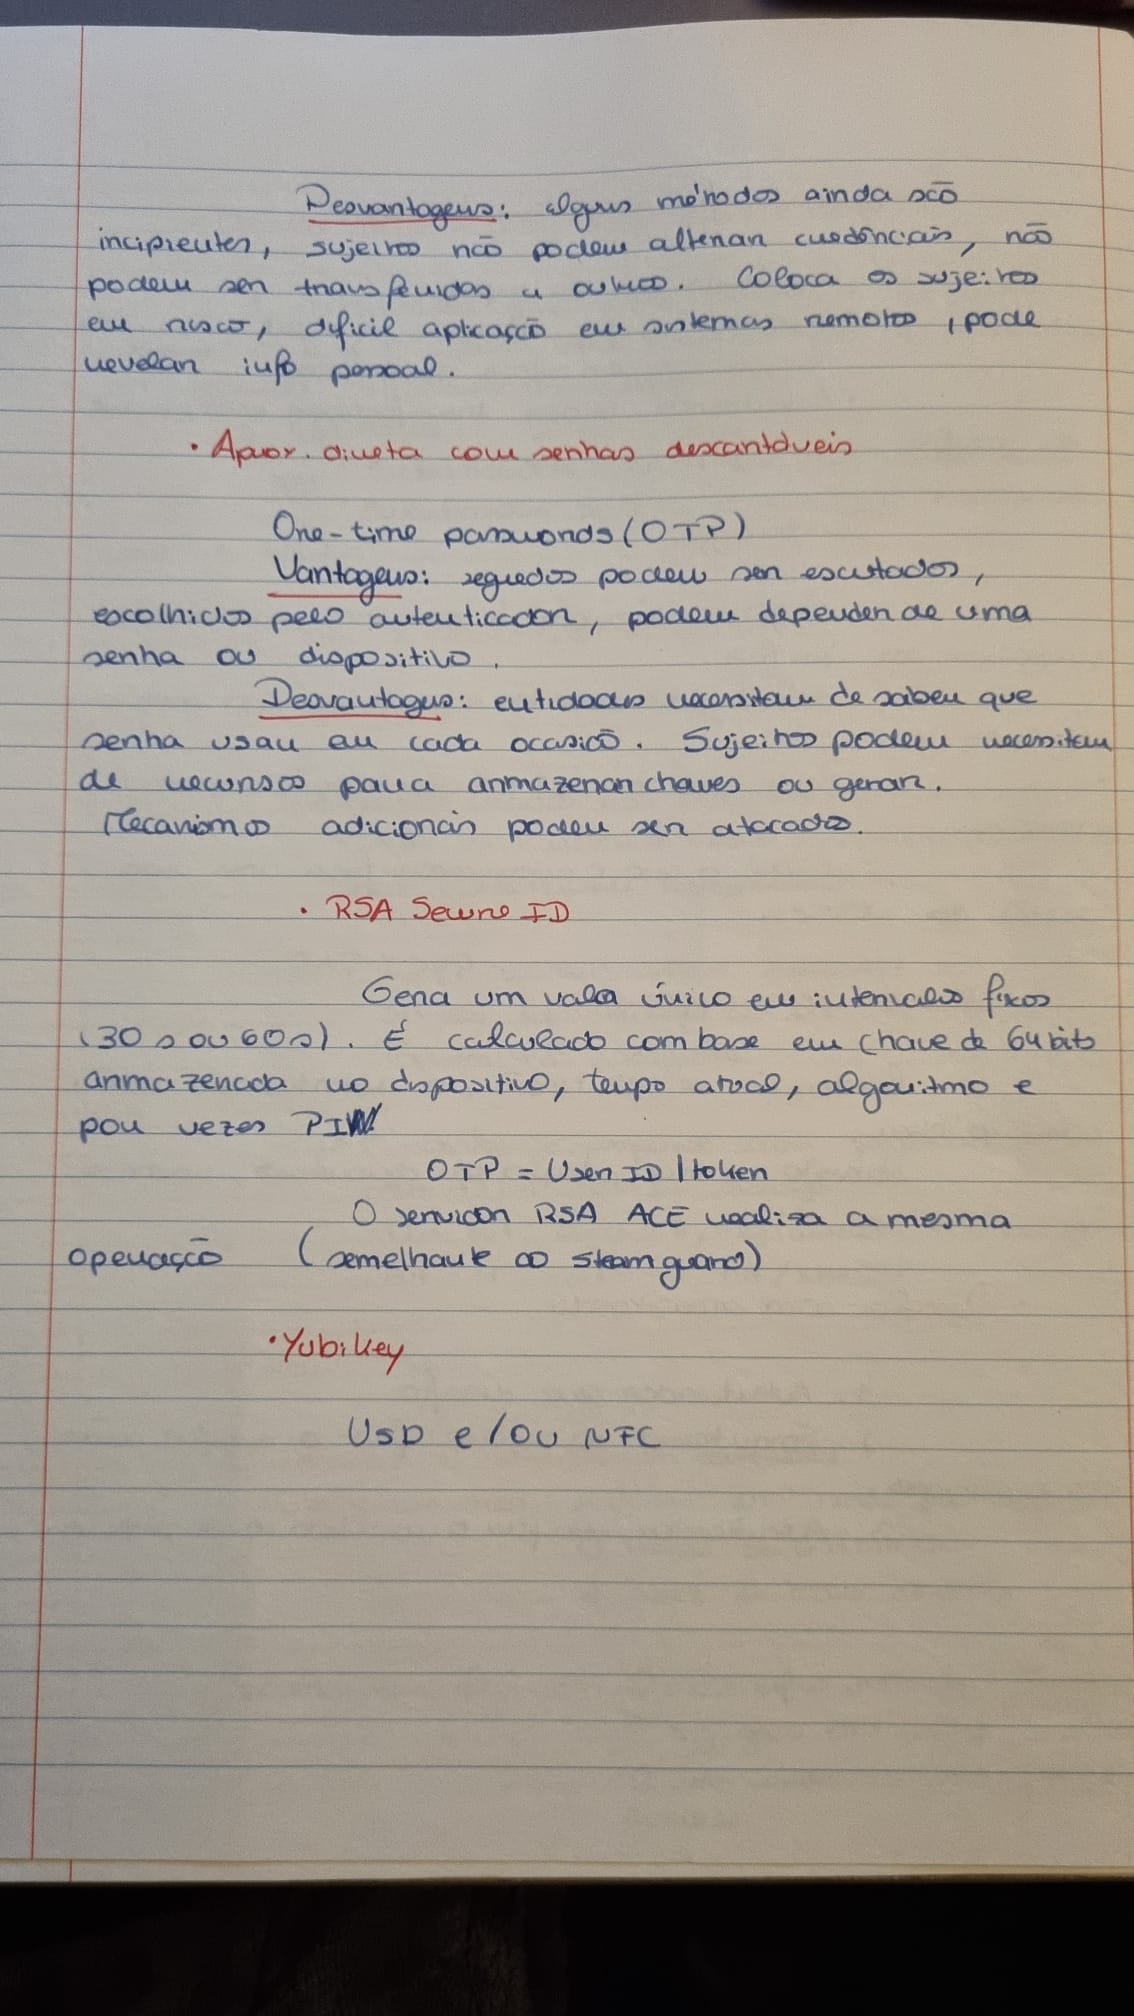 Desvantagens: alguns métodos ainda são
incipientes, sujeitos não podem alterar credênciais, não
podem ser transferidos a outros. Coloca os sujeitos
em risco, dificil aplicação em sistemas remotos, pode
revelar info pessoal.
• Apror. direta com senhas descartáveis
One-time passwords (OTP)
Vantagens: segredos podem ser escutados,
escolhidos pelo autenticador, podem depender de uma
senha ou dispositivo.
Desvantagens: entidades necessitam de saber que
senha usar em cada ocasião. Sujeitos podem necessitem
de recursos para armazenar chaves ou gerar.
Mecanismos adicionais podem ser atacados.
• RSA Secure ID
Gera um valor único em intervalos fixos
(30s ou 60s). É calculado com base em chave de 64 bits
armazenada no dispositivo, tempo atual, algoritmo e
por vezes PIN
OTP = User ID | token
O servidor RSA ACE realiza a mesma
operação (semelhante ao steam guard)
• Yubikey
USB e/ou NFC